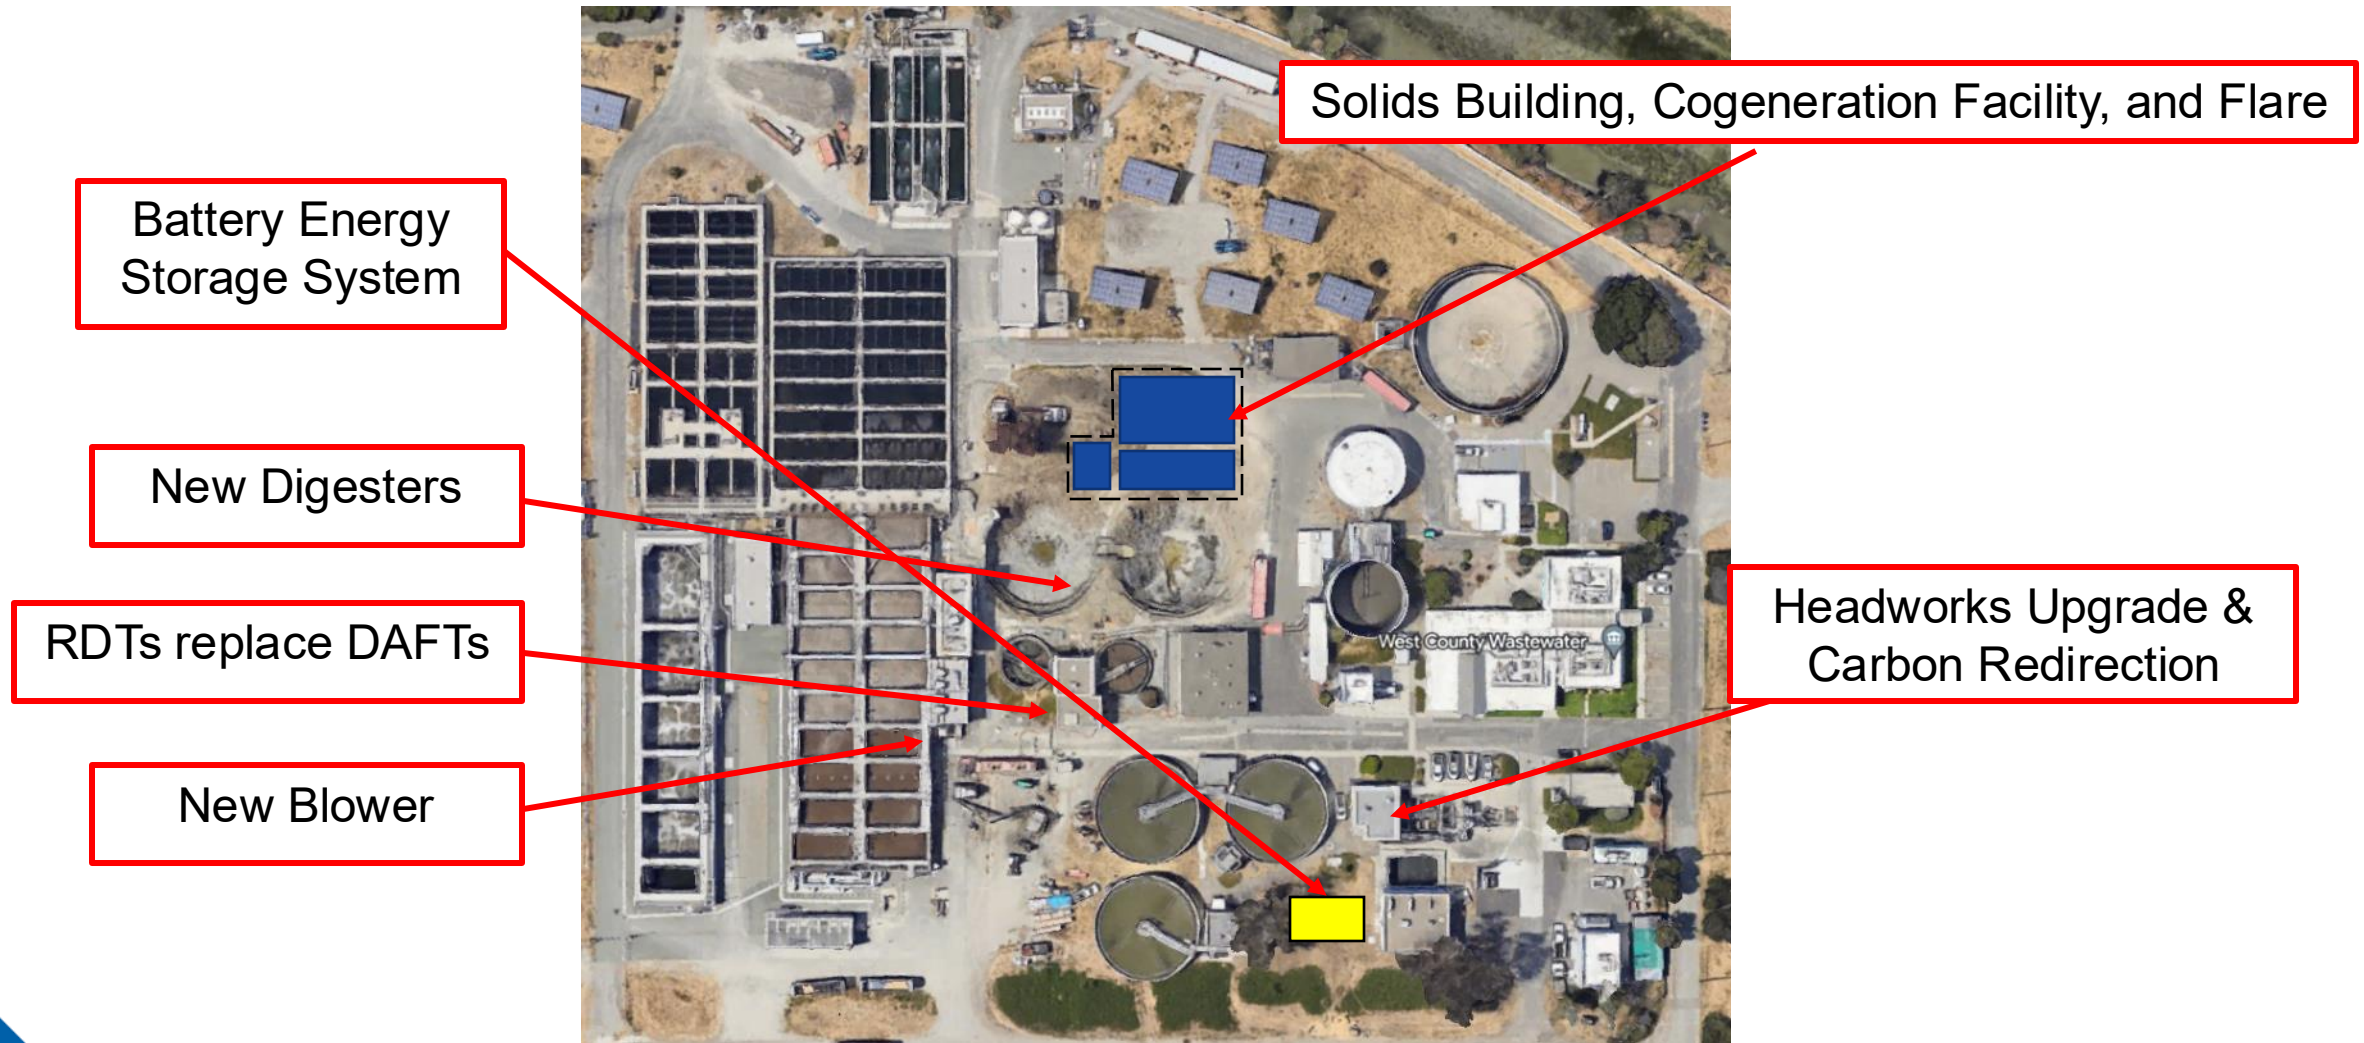 Solids Building, Cogeneration Facility, and Flare
Battery Energy
Storage System
New Digesters
RDTs replace DAFTs
New Blower
Headworks Upgrade &
Carbon Redirection
West County Wastewater